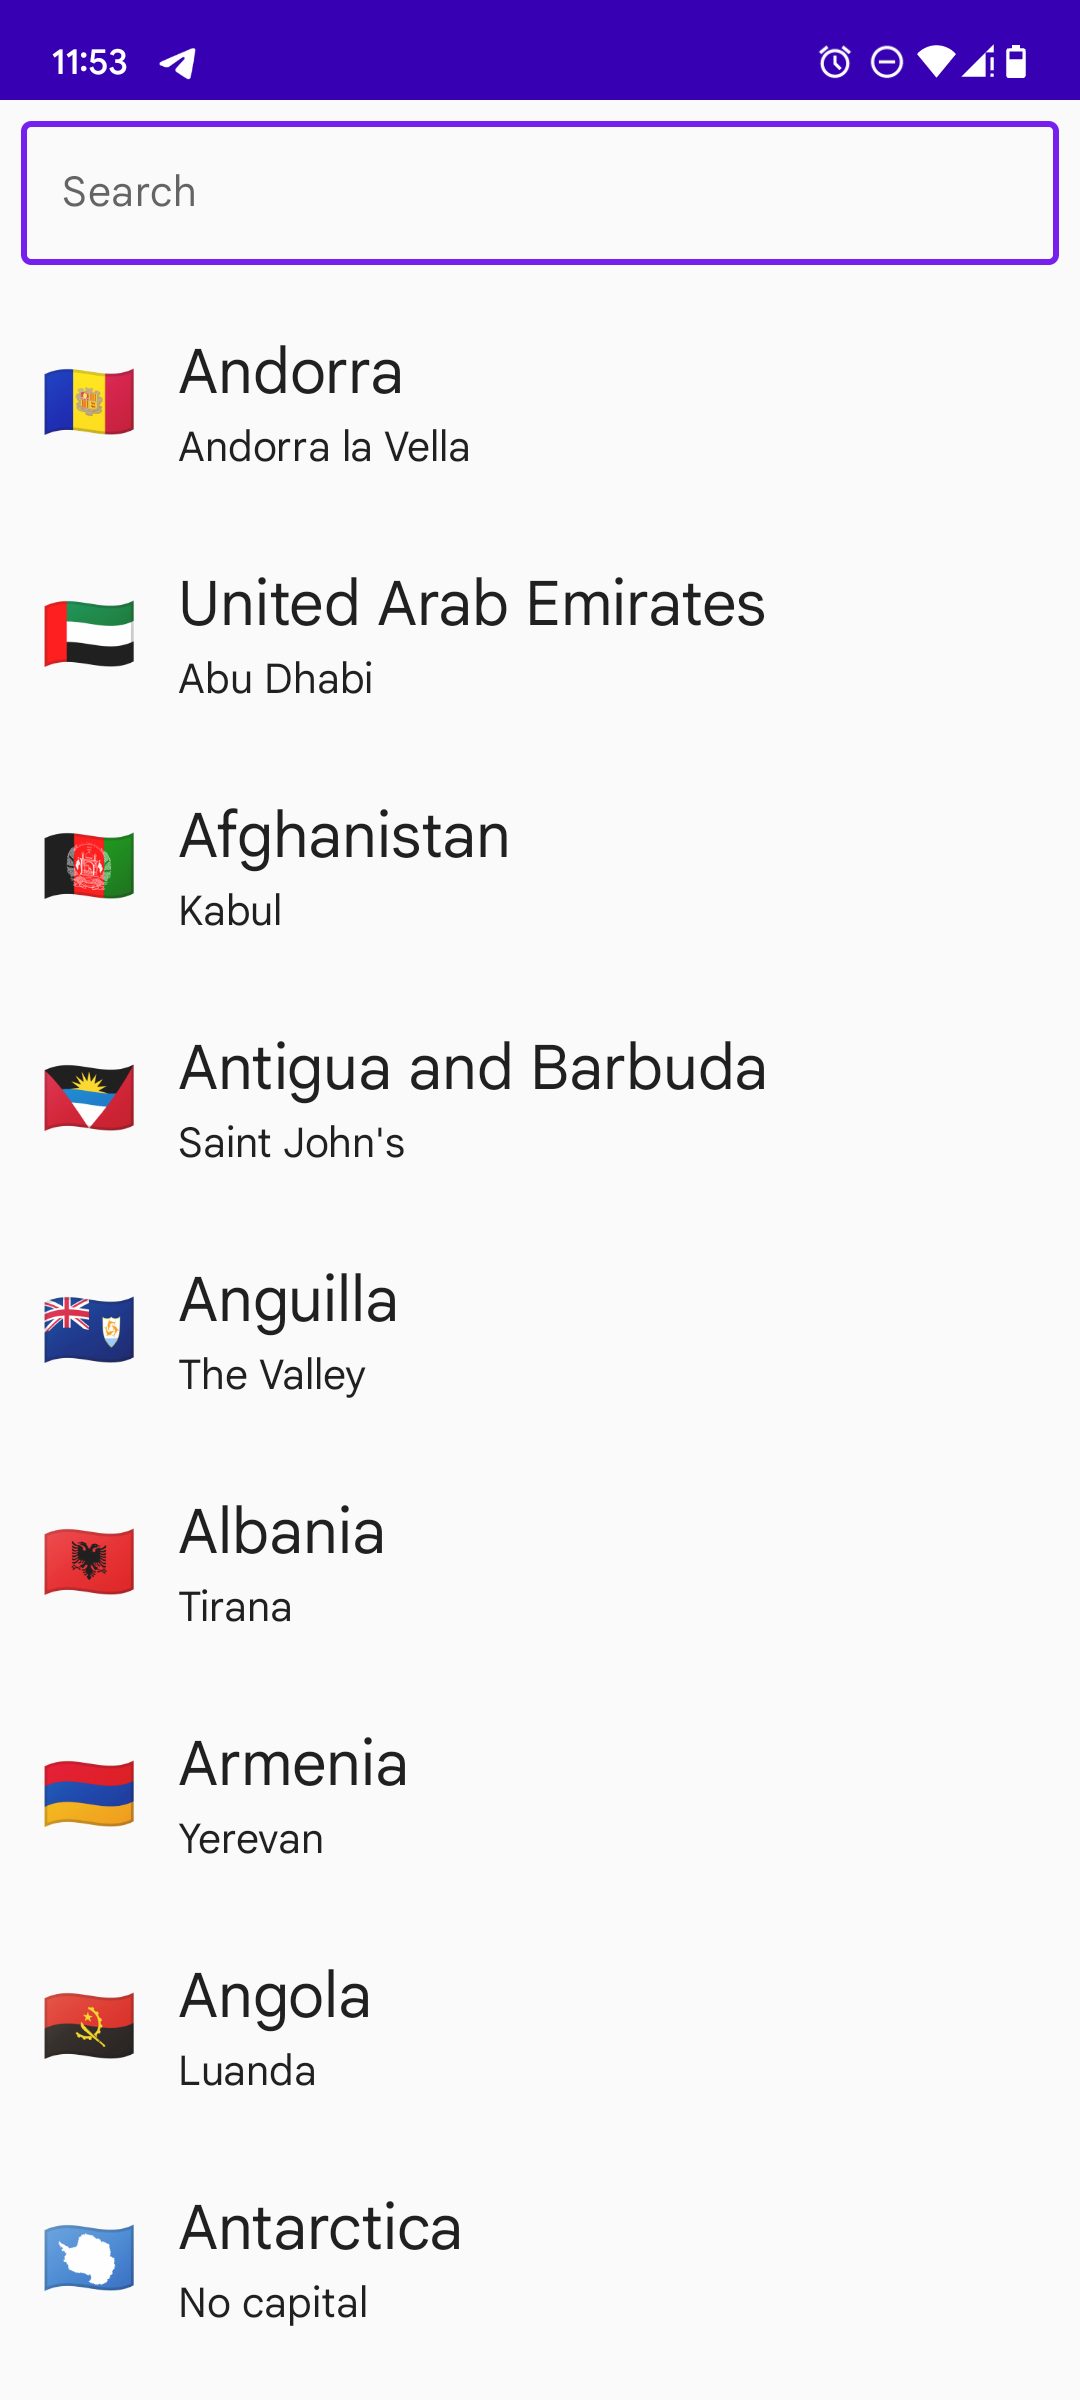 11:53
Search
Andorra
Andorra la Vella
United Arab Emirates
Abu Dhabi
Afghanistan
Kabul
Antigua and Barbuda
Saint John's
Anguilla
The Valley
Albania
Tirana
Armenia
Yerevan
Angola
Luanda
Antarctica
No capital